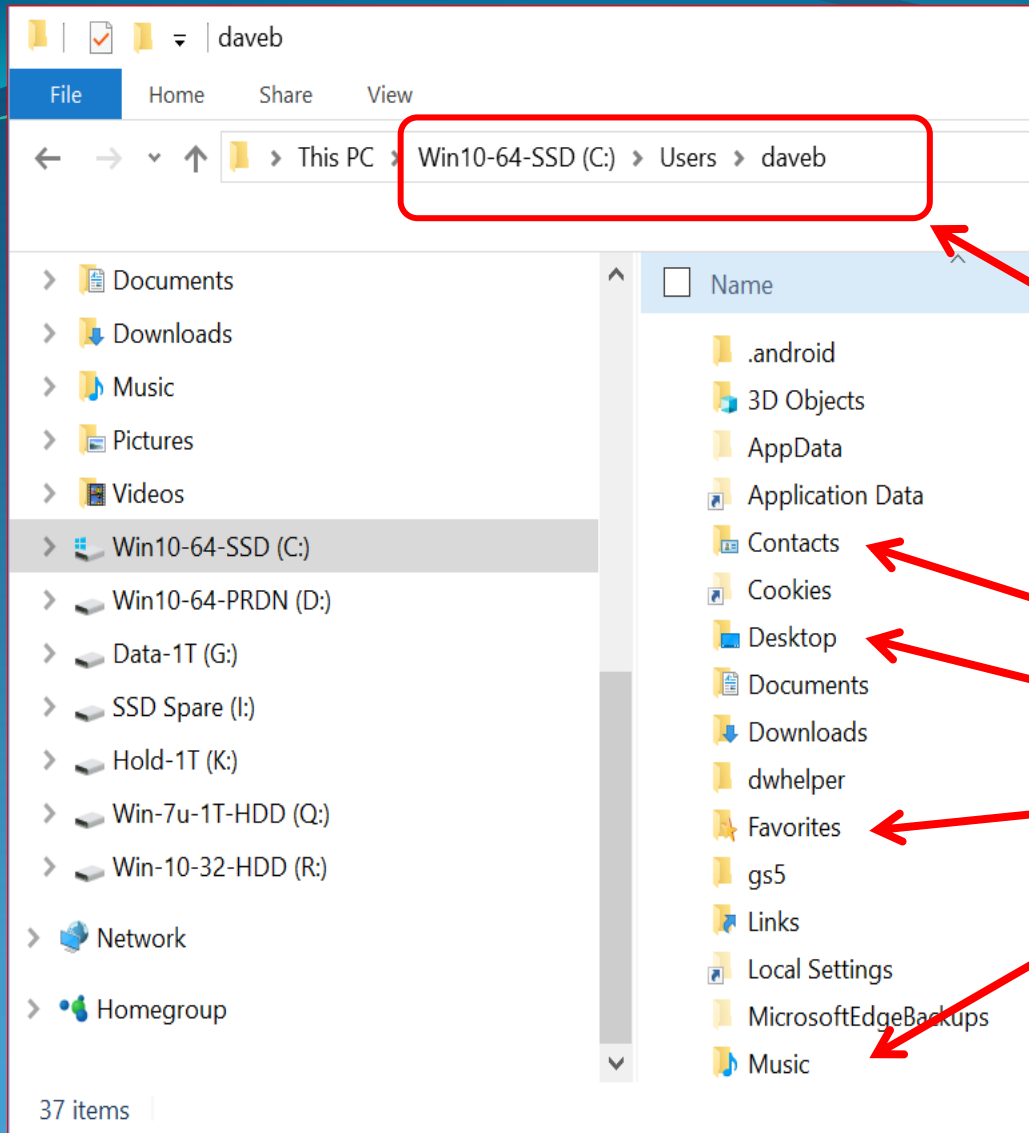 daveb
File Home Share View
This PC > Win10-64-SSD (C:) > Users > daveb
Documents
Downloads
Music
Pictures
Videos
Win10-64-SSD (C:)
Win10-64-PRDN (D:)
Data-1T (G:)
SSD Spare (I:)
Hold-1T (K:)
Win-7u-1T-HDD (Q:)
Win-10-32-HDD (R:)
Network
Homegroup
Name
.android
3D Objects
AppData
Application Data
Contacts
Cookies
Desktop
Documents
Downloads
dwhelper
Favorites
gs5
Links
Local Settings
MicrosoftEdgeBackups
Music
37 items